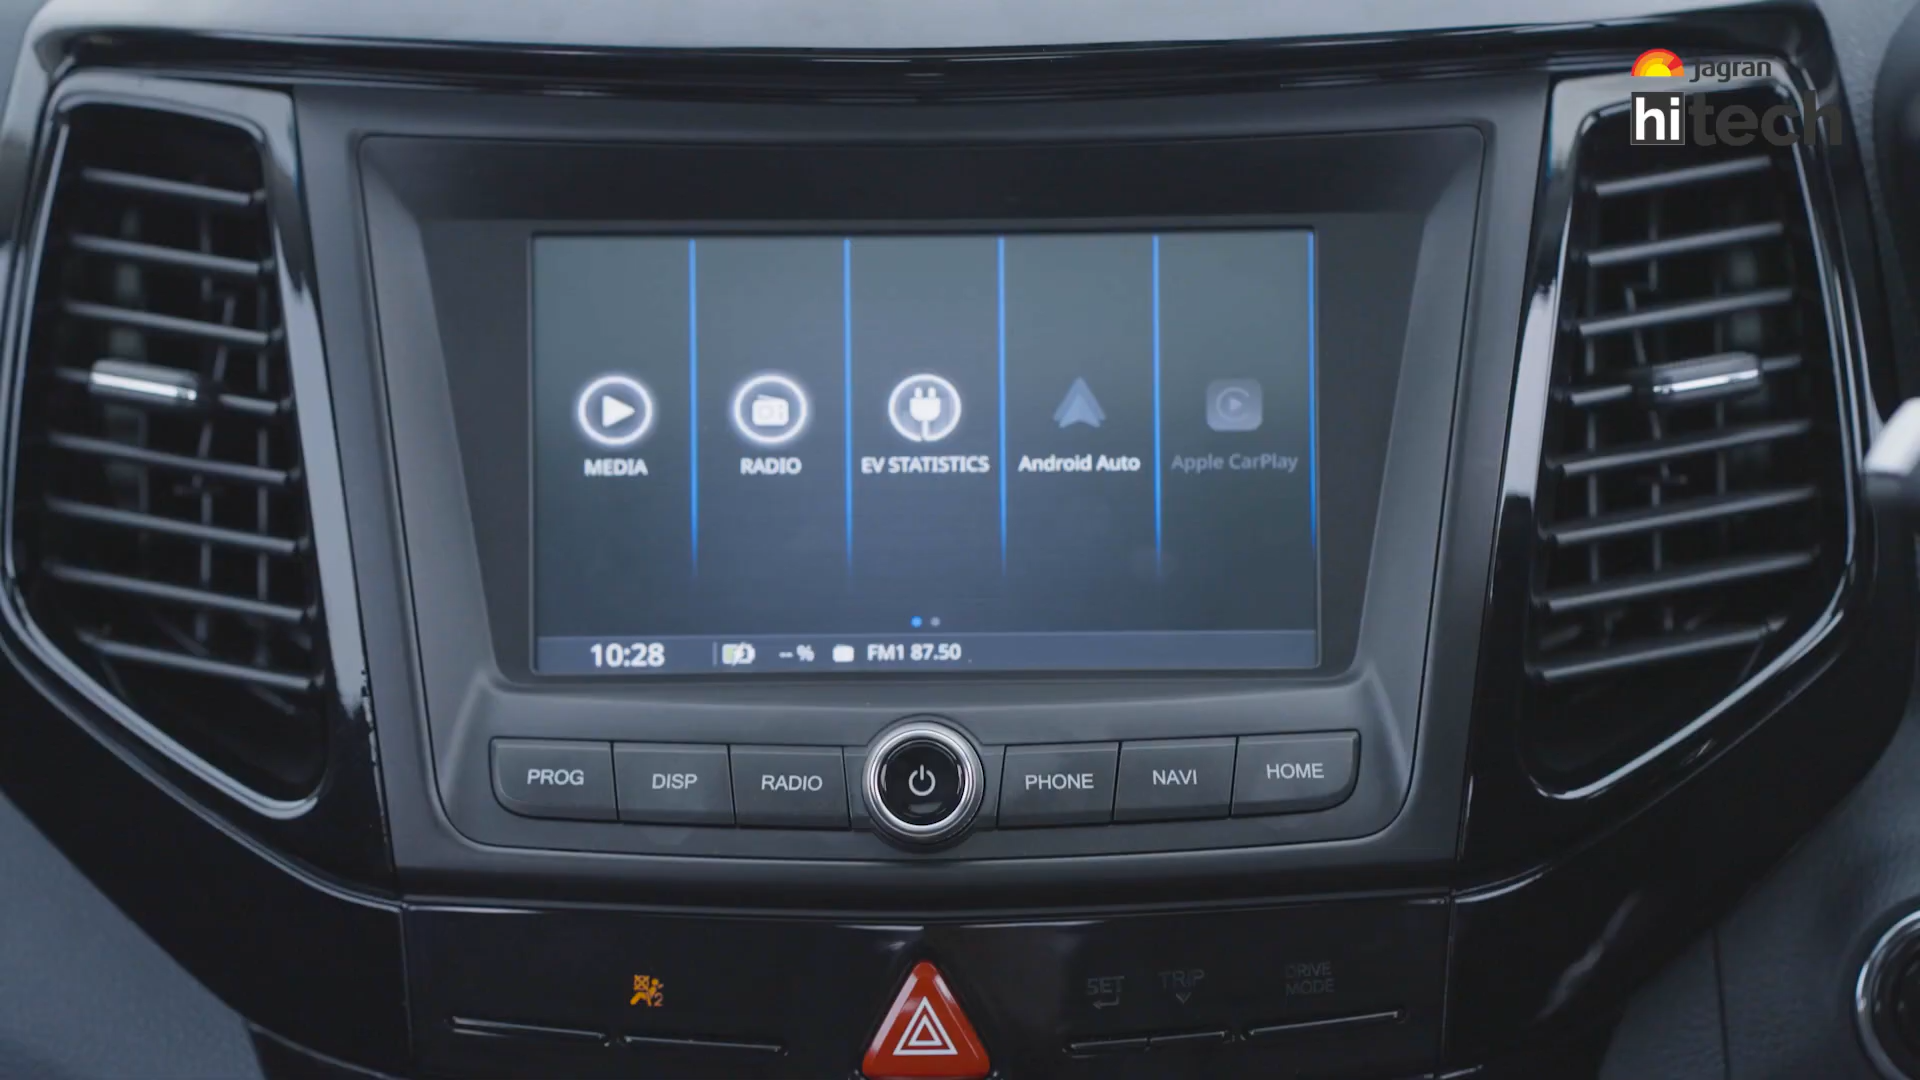 Jagran
hitech
MEDIA
RADIO
EV STATISTICS
Android Auto
Apple CarPlay
10:28
-- %
FM1 87.50
PROG
DISP
RADIO
PHONE
NAVI
HOME
2
SET
TRIP
DRIVE
MODE